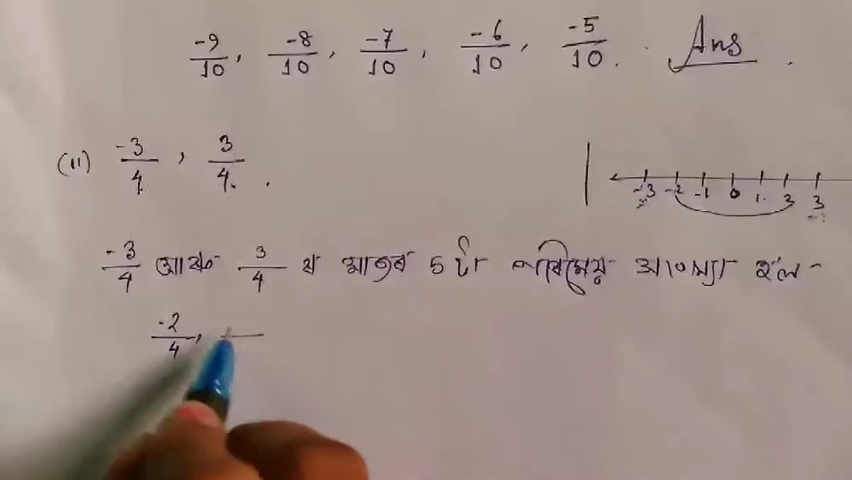 -9/10, -8/10, -7/10, -6/10, -5/10. Ans
(ii) -3/4, 3/4.
-3 -2 -1 0 1 2 3
-3/4 আৰু 3/4 ৰ মাজৰ 5 টা পৰিমেয় সংখ্যা হ'ল -
-2/4,